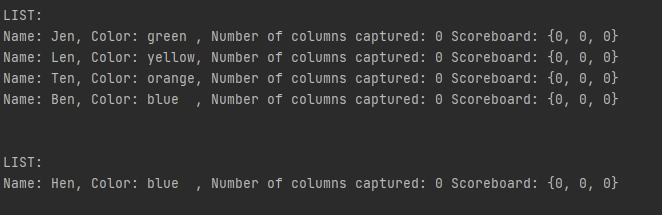 LIST:
Name: Jen, Color: green , Number of columns captured: 0 Scoreboard: {0, 0, 0}
Name: Len, Color: yellow, Number of columns captured: 0 Scoreboard: {0, 0, 0}
Name: Ten, Color: orange, Number of columns captured: 0 Scoreboard: {0, 0, 0}
Name: Ben, Color: blue  , Number of columns captured: 0 Scoreboard: {0, 0, 0}
LIST:
Name: Hen, Color: blue  , Number of columns captured: 0 Scoreboard: {0, 0, 0}